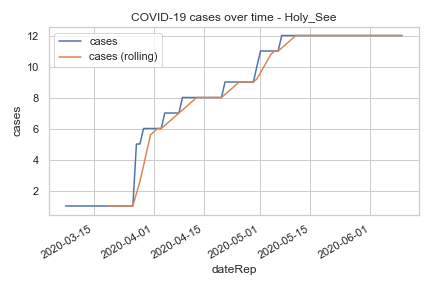 COVID-19 cases over time - Holy_See
cases
cases (rolling)
12
10
8
6
4
2
cases
2020-03-15
2020-04-01
2020-04-15
2020-05-01
2020-05-15
2020-06-01
dateRep